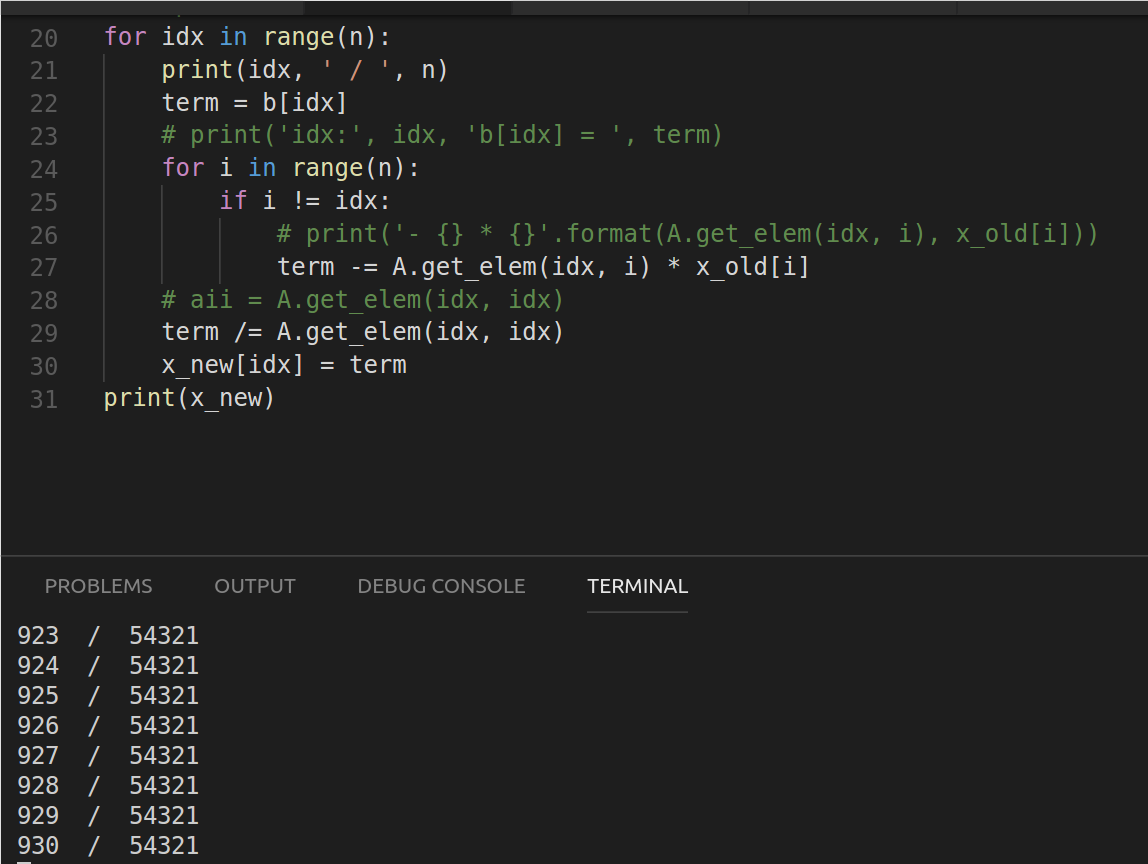 20 for idx in range(n):
21     print(idx, ' / ', n)
22     term = b[idx]
23     # print('idx:', idx, 'b[idx] = ', term)
24     for i in range(n):
25         if i != idx:
26             # print('- {} * {}'.format(A.get_elem(idx, i), x_old[i]))
27             term -= A.get_elem(idx, i) * x_old[i]
28     # aii = A.get_elem(idx, idx)
29     term /= A.get_elem(idx, idx)
30     x_new[idx] = term
31 print(x_new)
PROBLEMS OUTPUT DEBUG CONSOLE TERMINAL
923  /  54321
924  /  54321
925  /  54321
926  /  54321
927  /  54321
928  /  54321
929  /  54321
930  /  54321